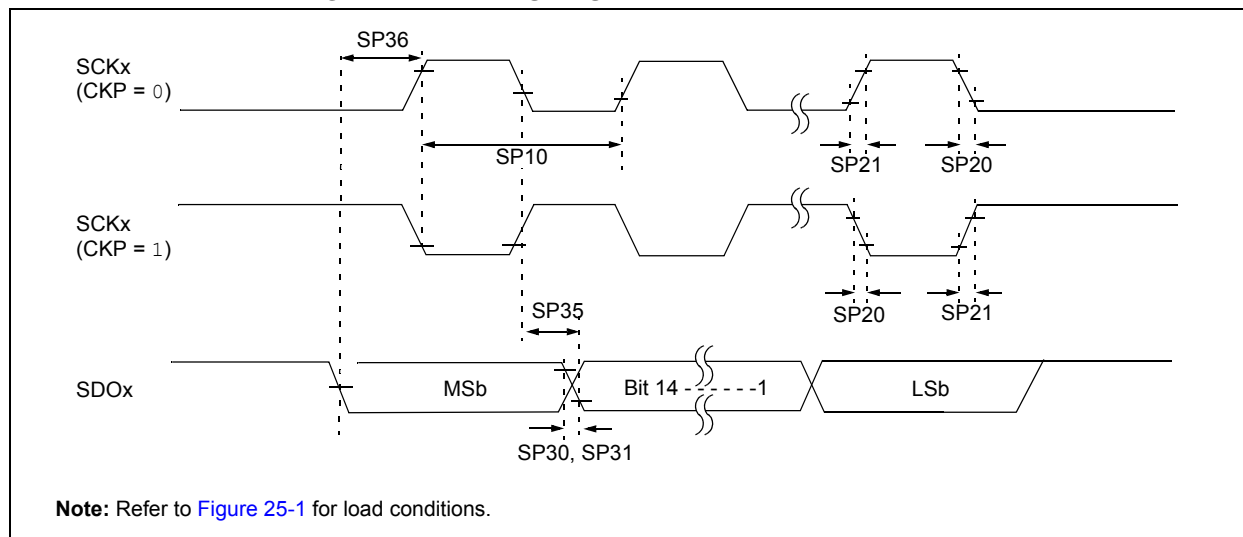 SP36
SCKx
(CKP = 0)
SP10
SP21
SP20
SCKx
(CKP = 1)
SP35
SP20
SP21
SDOx
MSb
Bit 14 - - - - - -1
LSb
SP30, SP31
Note: Refer to Figure 25-1 for load conditions.